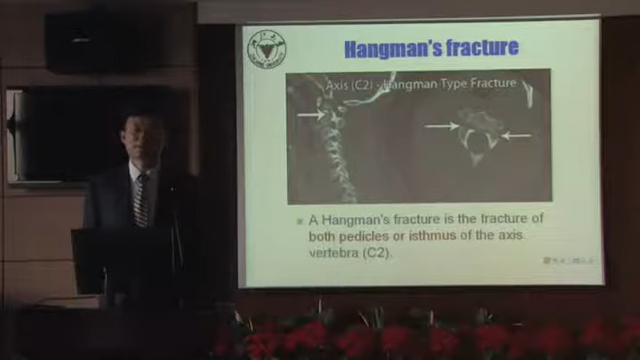 Hangman's fracture
Axis (C2) - Hangman Type Fracture
A Hangman's fracture is the fracture of
both pedicles or isthmus of the axis
vertebra (C2).